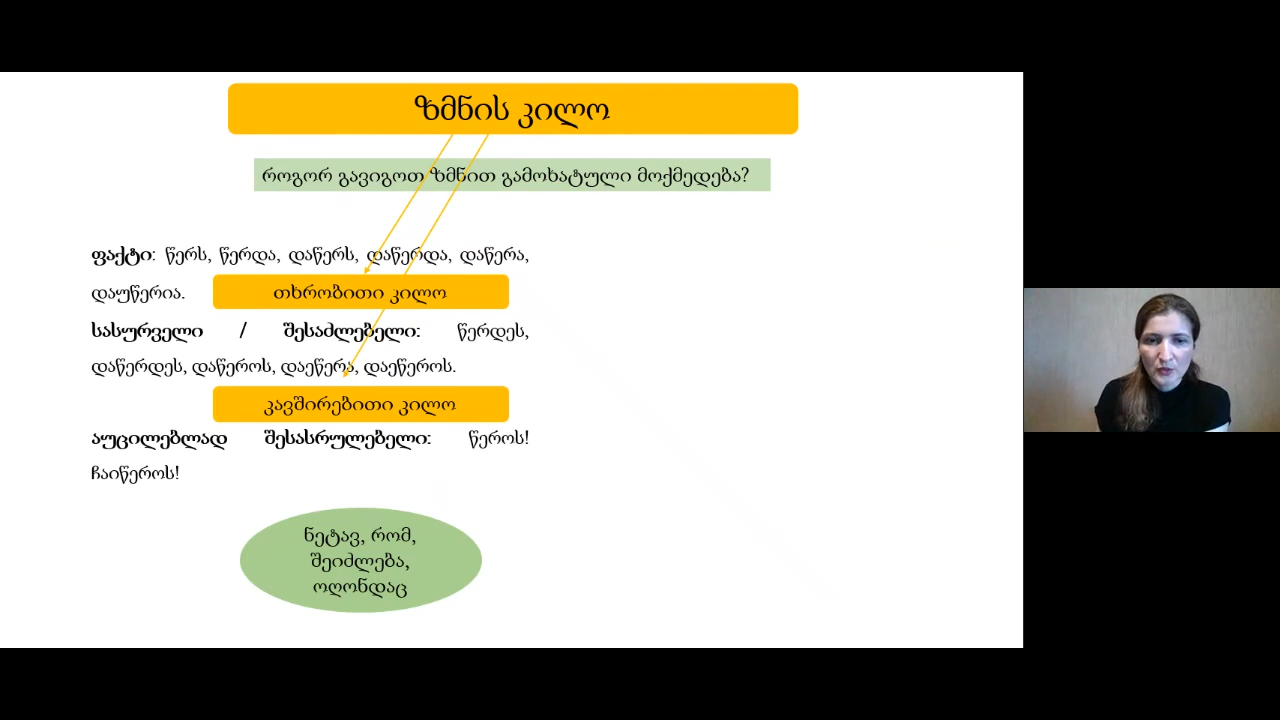 ზმნის კილო
როგორ გავიგოთ ზმნით გამოხატული მოქმედება?
ფაქტი: წერს, წერდა, დაწერს, დაწერდა, დაწერა,
დაუწერია.
თხრობითი კილო
სასურველი / შესაძლებელი: წერდეს,
დაწერდეს, დაწეროს, დაეწერა, დაეწეროს.
კავშირებითი კილო
აუცილებლად შესასრულებელი: წეროს!
ჩაიწეროს!
ნეტავ, რომ,
შეიძლება,
ოღონდაც